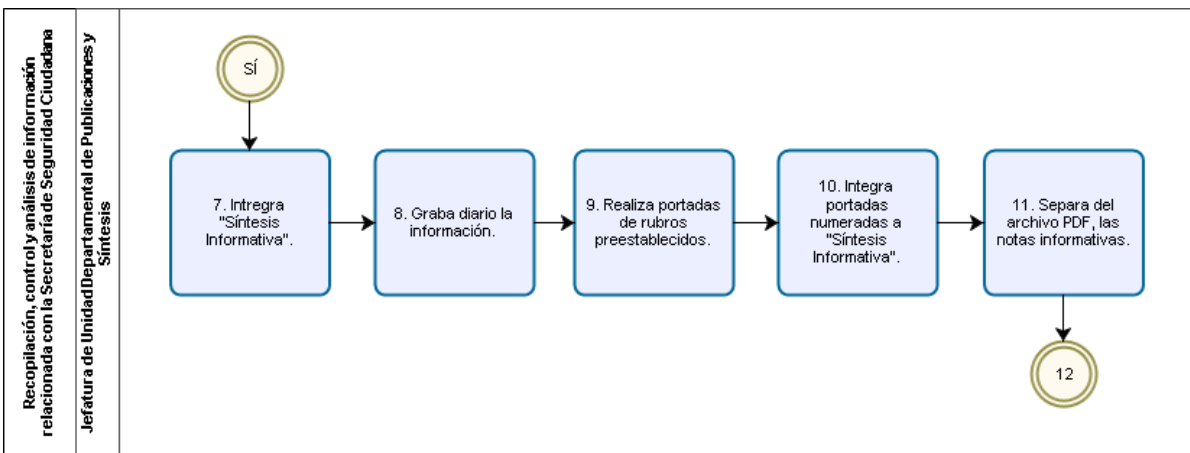 Recopilación, control y análisis de información
relacionada con la Secretaria de Seguridad Ciudadana
Jefatura de Unidad Departamental de Publicaciones y
Síntesis
SÍ
7. Intregra
"Síntesis
Informativa".
8. Graba diario la
información.
9. Realiza portadas
de rubros
preestablecidos.
10. Integra
portadas
numeradas a
"Síntesis
Informativa".
11. Separa del
archivo PDF, las
notas informativas.
12